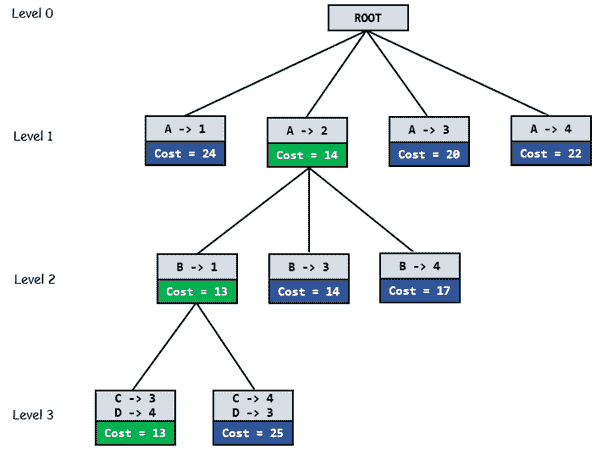 Level 0
ROOT
Level 1
A -> 1
Cost = 24
A -> 2
Cost = 14
A -> 3
Cost = 20
A -> 4
Cost = 22
Level 2
B -> 1
Cost = 13
B -> 3
Cost = 14
B -> 4
Cost = 17
Level 3
C -> 3
D -> 4
Cost = 13
C -> 4
D -> 3
Cost = 25